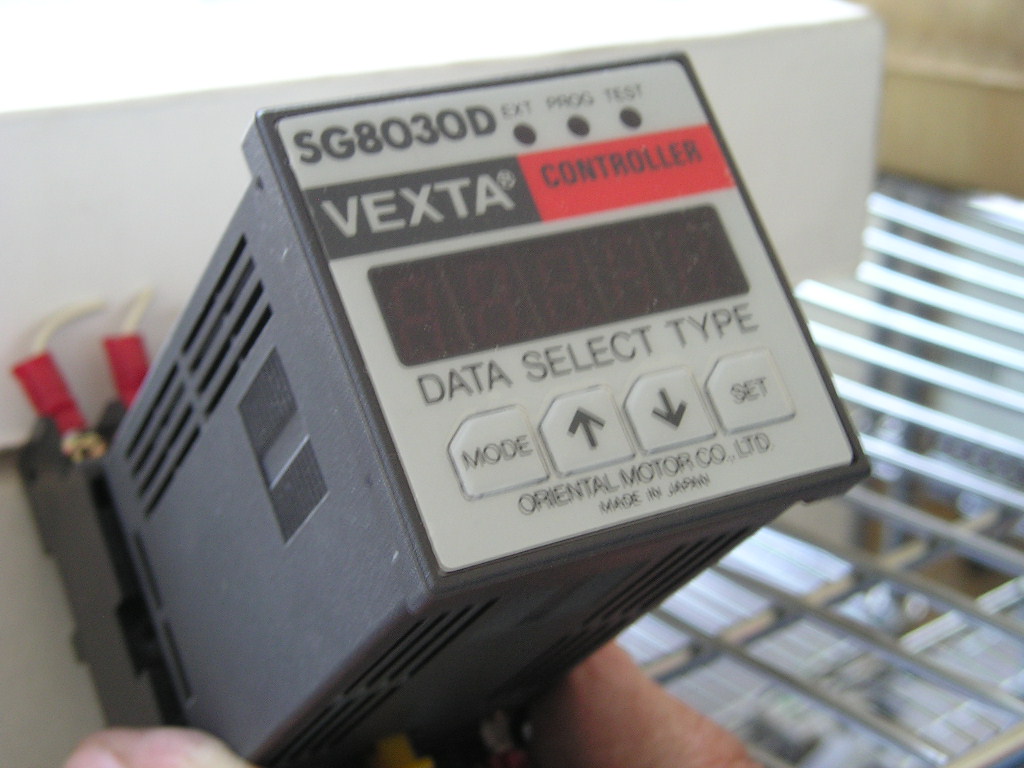 SG8030D EXT PROG TEST
VEXTA® CONTROLLER
DATA SELECT TYPE
MODE ↑ ↓ SET
ORIENTAL MOTOR CO., LTD.
MADE IN JAPAN